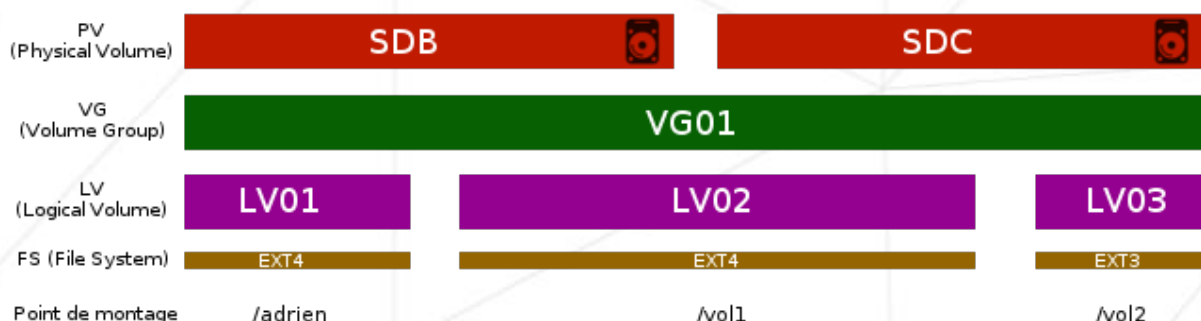 PV
(Physical Volume)
SDB
SDC
VG
(Volume Group)
VG01
LV
(Logical Volume)
LV01
LV02
LV03
FS (File System)
EXT4
EXT4
EXT3
Point de montage
/adrien
/vol1
/vol2